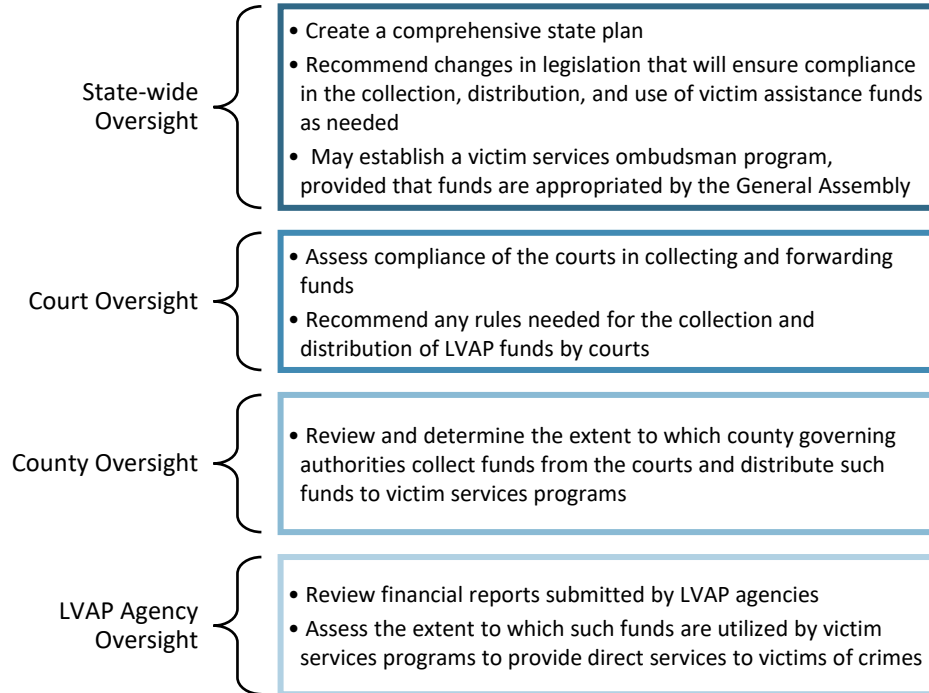 State-wide
Oversight
• Create a comprehensive state plan
• Recommend changes in legislation that will ensure compliance
in the collection, distribution, and use of victim assistance funds
as needed
• May establish a victim services ombudsman program,
provided that funds are appropriated by the General Assembly
Court Oversight
• Assess compliance of the courts in collecting and forwarding
funds
• Recommend any rules needed for the collection and
distribution of LVAP funds by courts
County Oversight
• Review and determine the extent to which county governing
authorities collect funds from the courts and distribute such
funds to victim services programs
LVAP Agency
Oversight
• Review financial reports submitted by LVAP agencies
• Assess the extent to which such funds are utilized by victim
services programs to provide direct services to victims of crimes